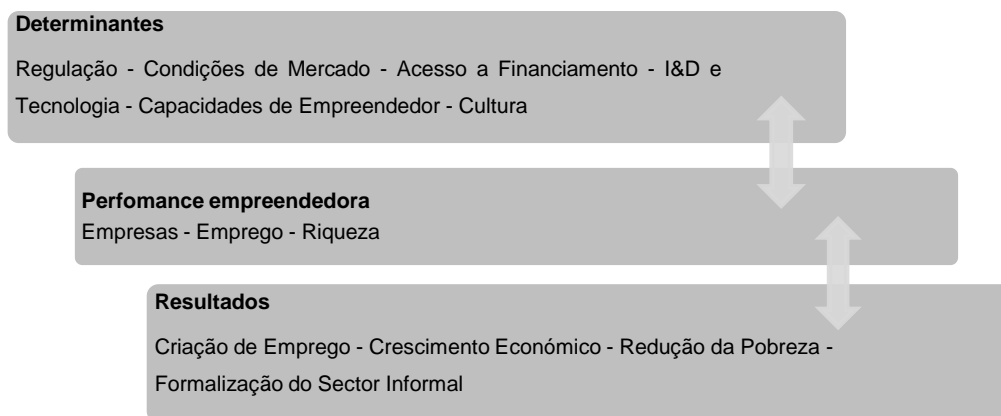 Determinantes
Regulação - Condições de Mercado - Acesso a Financiamento - I&D e
Tecnologia - Capacidades de Empreendedor - Cultura
Perfomance empreendedora
Empresas - Emprego - Riqueza
Resultados
Criação de Emprego - Crescimento Económico - Redução da Pobreza -
Formalização do Sector Informal